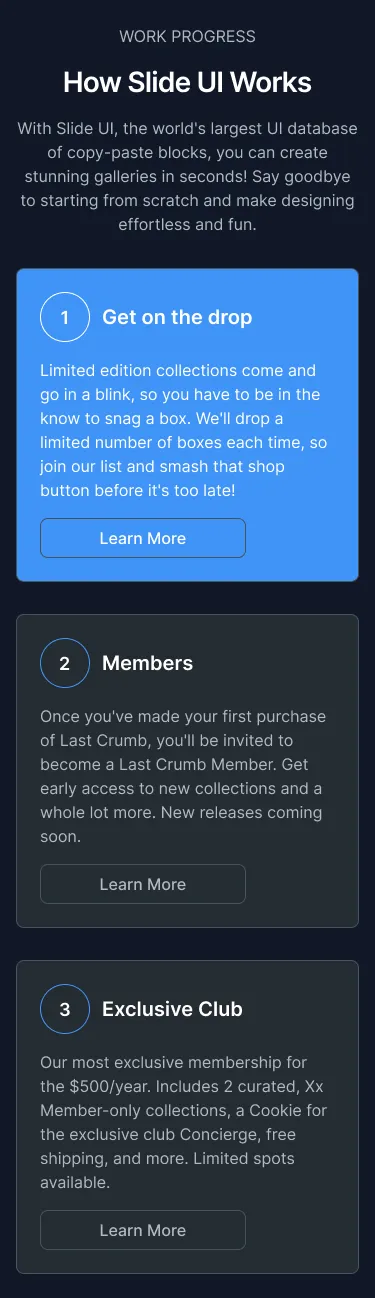 WORK PROGRESS
How Slide UI Works
With Slide UI, the world's largest UI database
of copy-paste blocks, you can create
stunning galleries in seconds! Say goodbye
to starting from scratch and make designing
effortless and fun.
1 Get on the drop
Limited edition collections come and
go in a blink, so you have to be in the
know to snag a box. We'll drop a
limited number of boxes each time, so
join our list and smash that shop
button before it's too late!
Learn More
2 Members
Once you've made your first purchase
of Last Crumb, you'll be invited to
become a Last Crumb Member. Get
early access to new collections and a
whole lot more. New releases coming
soon.
Learn More
3 Exclusive Club
Our most exclusive membership for
the $500/year. Includes 2 curated, Xx
Member-only collections, a Cookie for
the exclusive club Concierge, free
shipping, and more. Limited spots
available.
Learn More